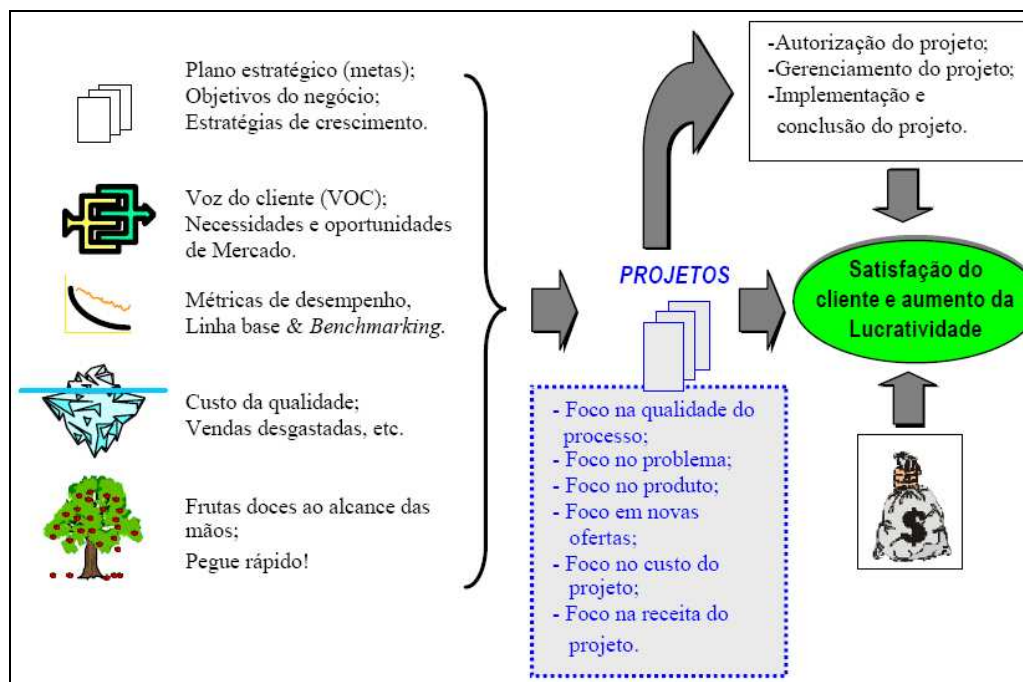 Plano estratégico (metas);
Objetivos do negócio;
Estratégias de crescimento.
Voz do cliente (VOC);
Necessidades e oportunidades
de Mercado.
Métricas de desempenho,
Linha base & Benchmarking.
Custo da qualidade;
Vendas desgastadas, etc.
Frutas doces ao alcance das
mãos;
Pegue rápido!
PROJETOS
- Foco na qualidade do
processo;
- Foco no problema;
- Foco no produto;
- Foco em novas
ofertas;
- Foco no custo do
projeto;
- Foco na receita do
projeto.
-Autorização do projeto;
-Gerenciamento do projeto;
-Implementação e
conclusão do projeto.
Satisfação do
cliente e aumento da
Lucratividade
$